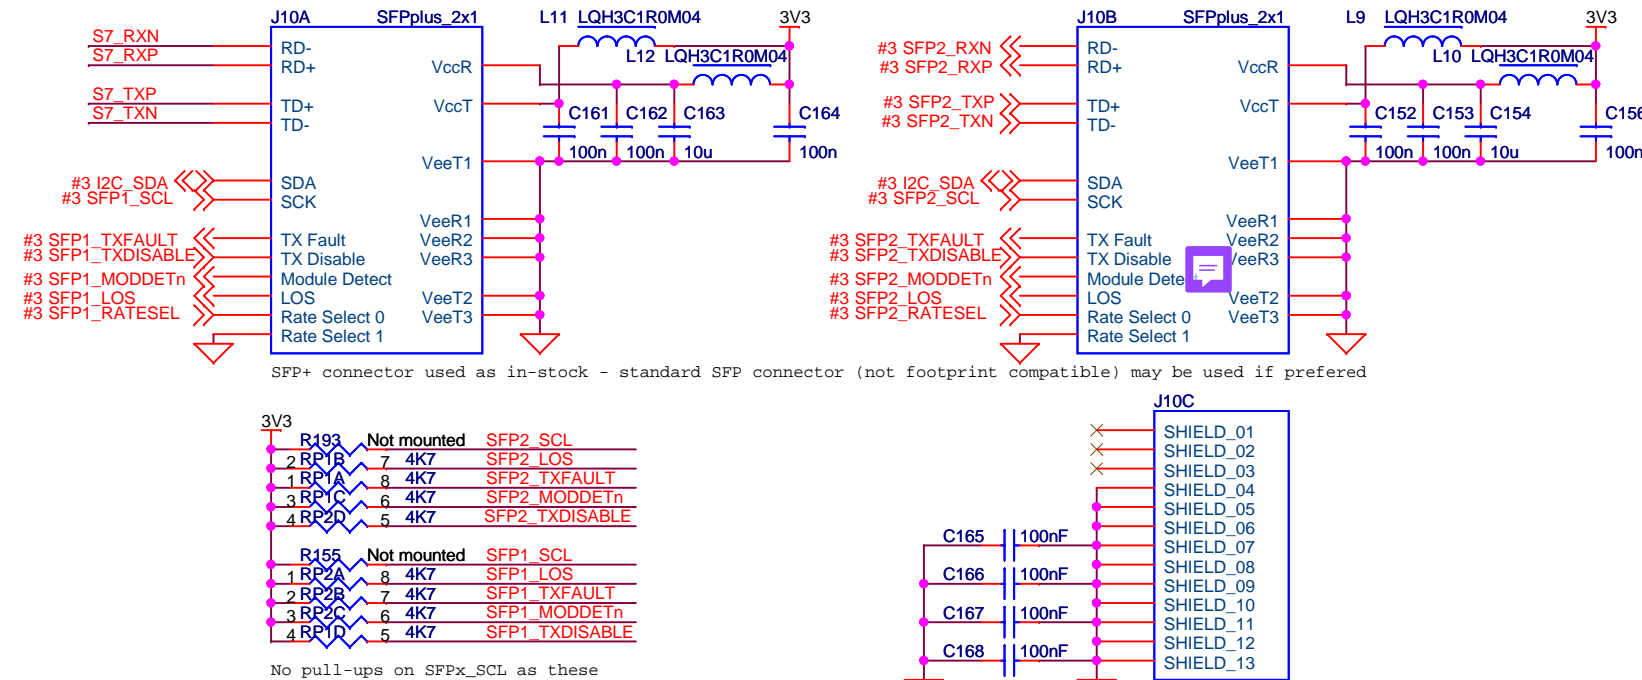 J10A SFPplus_2x1 L11 LQH3C1R0M04 3V3
S7_RXN
S7_RXP
S7_TXP
S7_TXN
RD-
RD+
TD+
TD-
SDA
SCK
TX Fault
TX Disable
Module Detect
LOS
Rate Select 0
Rate Select 1
VccR
VccT
VeeT1
VeeR1
VeeR2
VeeR3
VeeT2
VeeT3
L12 LQH3C1R0M04
C161 C162 C163 C164
100n 100n 10u 100n
#3 I2C_SDA
#3 SFP1_SCL
#3 SFP1_TXFAULT
#3 SFP1_TXDISABLE
#3 SFP1_MODDETn
#3 SFP1_LOS
#3 SFP1_RATESEL
J10B SFPplus_2x1 L9 LQH3C1R0M04 3V3
#3 SFP2_RXN
#3 SFP2_RXP
#3 SFP2_TXP
#3 SFP2_TXN
#3 I2C_SDA
#3 SFP2_SCL
#3 SFP2_TXFAULT
#3 SFP2_TXDISABLE
#3 SFP2_MODDETn
#3 SFP2_LOS
#3 SFP2_RATESEL
RD-
RD+
TD+
TD-
SDA
SCK
TX Fault
TX Disable
Module Dete
LOS
Rate Select 0
Rate Select 1
VccR
VccT
VeeT1
VeeR1
VeeR2
VeeR3
VeeT2
VeeT3
L10 LQH3C1R0M04
C152 C153 C154 C156
100n 100n 10u 100n
SFP+ connector used as in-stock - standard SFP connector (not footprint compatible) may be used if prefered
3V3
R193 Not mounted SFP2_SCL
2 RP1B 7 4K7 SFP2_LOS
1 RP1A 8 4K7 SFP2_TXFAULT
3 RP1C 6 4K7 SFP2_MODDETn
4 RP2D 5 4K7 SFP2_TXDISABLE
R155 Not mounted SFP1_SCL
1 RP2A 8 4K7 SFP1_LOS
2 RP2B 7 4K7 SFP1_TXFAULT
3 RP2C 6 4K7 SFP1_MODDETn
4 RP1D 5 4K7 SFP1_TXDISABLE
No pull-ups on SFPx_SCL as these
J10C
SHIELD_01
SHIELD_02
SHIELD_03
SHIELD_04
SHIELD_05
SHIELD_06
SHIELD_07
SHIELD_08
SHIELD_09
SHIELD_10
SHIELD_11
SHIELD_12
SHIELD_13
C165 100nF
C166 100nF
C167 100nF
C168 100nF